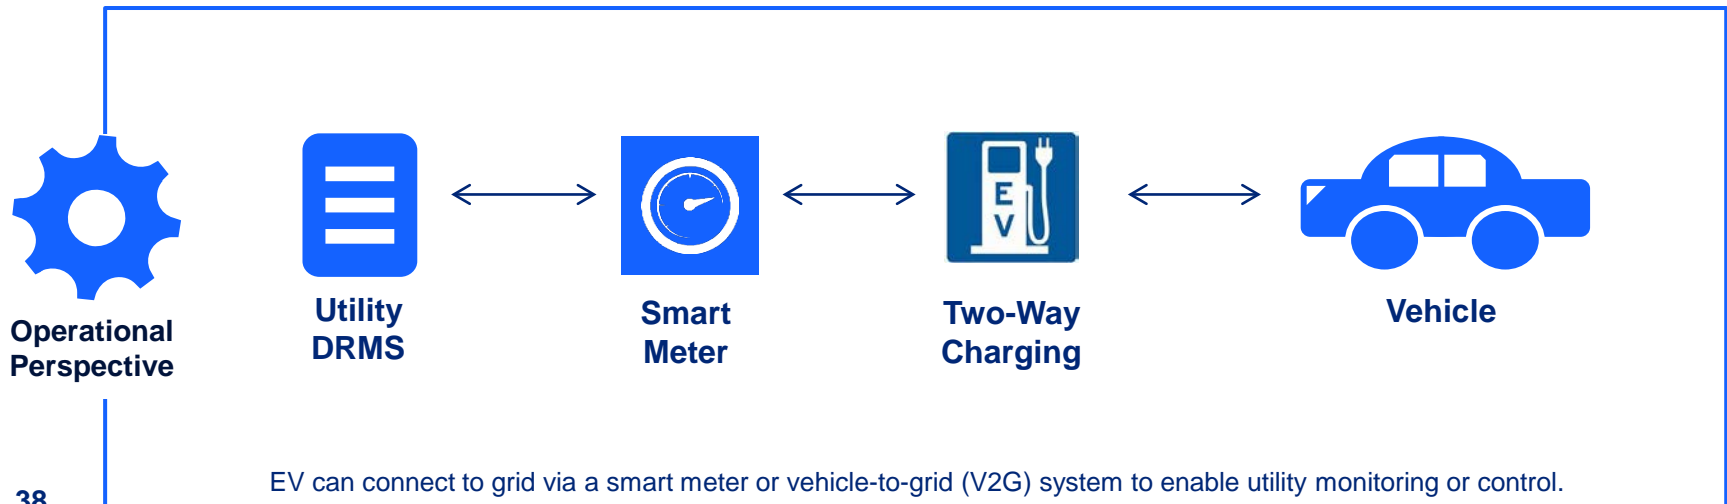 Operational
Perspective
Utility
DRMS
Smart
Meter
E
V
Two-Way
Charging
Vehicle
EV can connect to grid via a smart meter or vehicle-to-grid (V2G) system to enable utility monitoring or control.
38